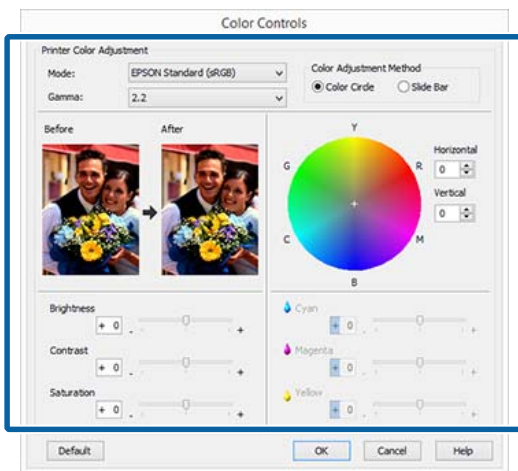 Color Controls
Printer Color Adjustment
Mode: EPSON Standard (sRGB)
Gamma: 2.2
Color Adjustment Method
Color Circle Slide Bar
Before After
Y
G R
C M
B
Horizontal
0
Vertical
0
Brightness
+ 0 - +
Contrast
+ 0 - +
Saturation
+ 0 - +
Cyan
+ 0 - +
Magenta
+ 0 - +
Yellow
+ 0 - +
Default OK Cancel Help